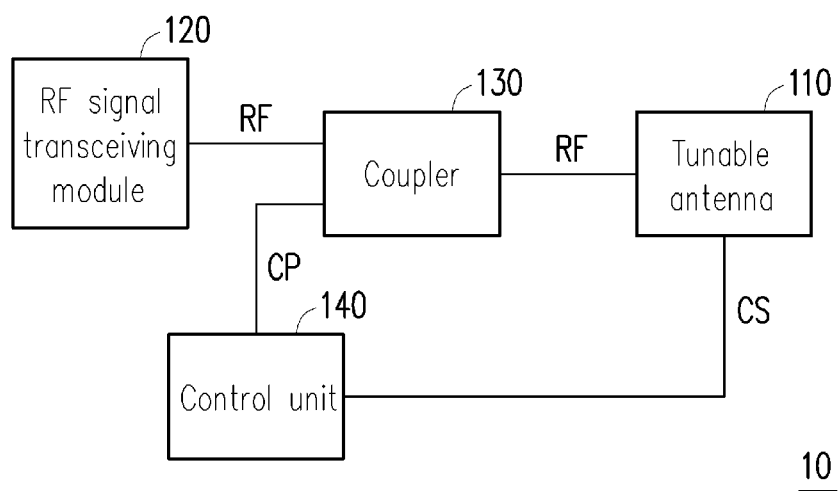 120
RF signal
transceiving
module
RF
130
Coupler
RF
110
Tunable
antenna
CP
140
Control unit
CS
10